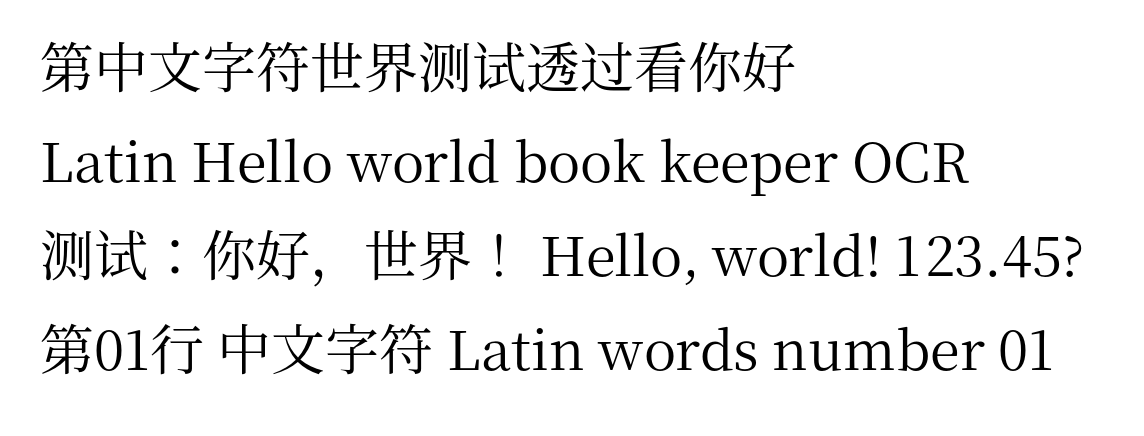 第中文字符世界测试透过看你好
Latin Hello world book keeper OCR
测试：你好，世界！Hello, world! 123.45?
第01行 中文字符 Latin words number 01